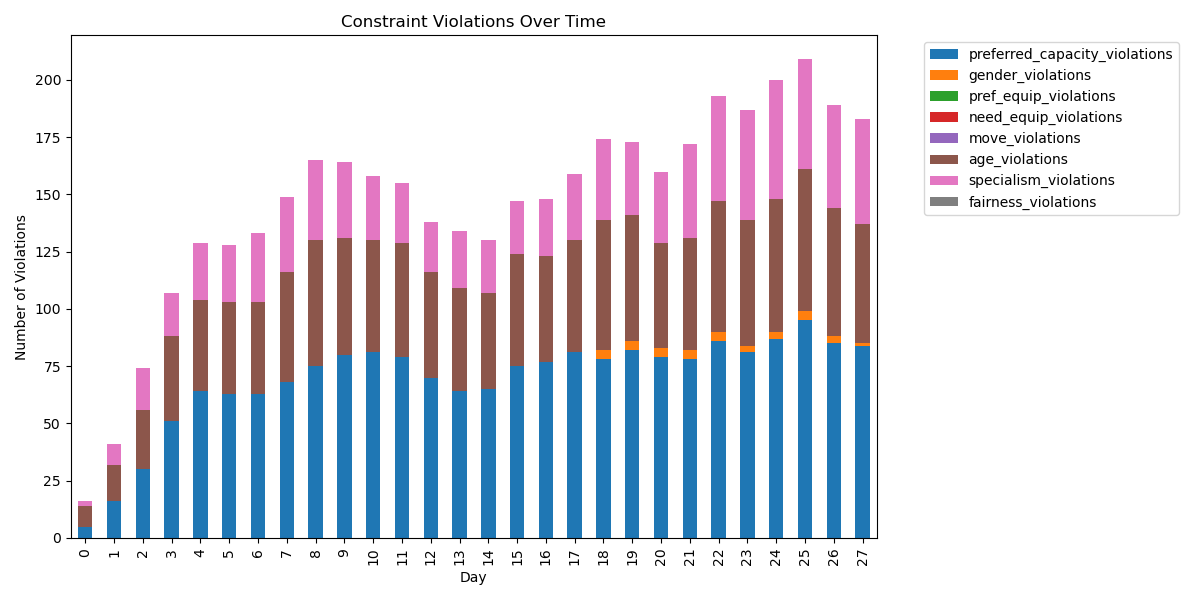 Constraint Violations Over Time
Number of Violations
200
175
150
125
100
75
50
25
0
0 1 2 3 4 5 6 7 8 9 10 11 12 13 14 15 16 17 18 19 20 21 22 23 24 25 26 27
Day
preferred_capacity_violations
gender_violations
pref_equip_violations
need_equip_violations
move_violations
age_violations
specialism_violations
fairness_violations